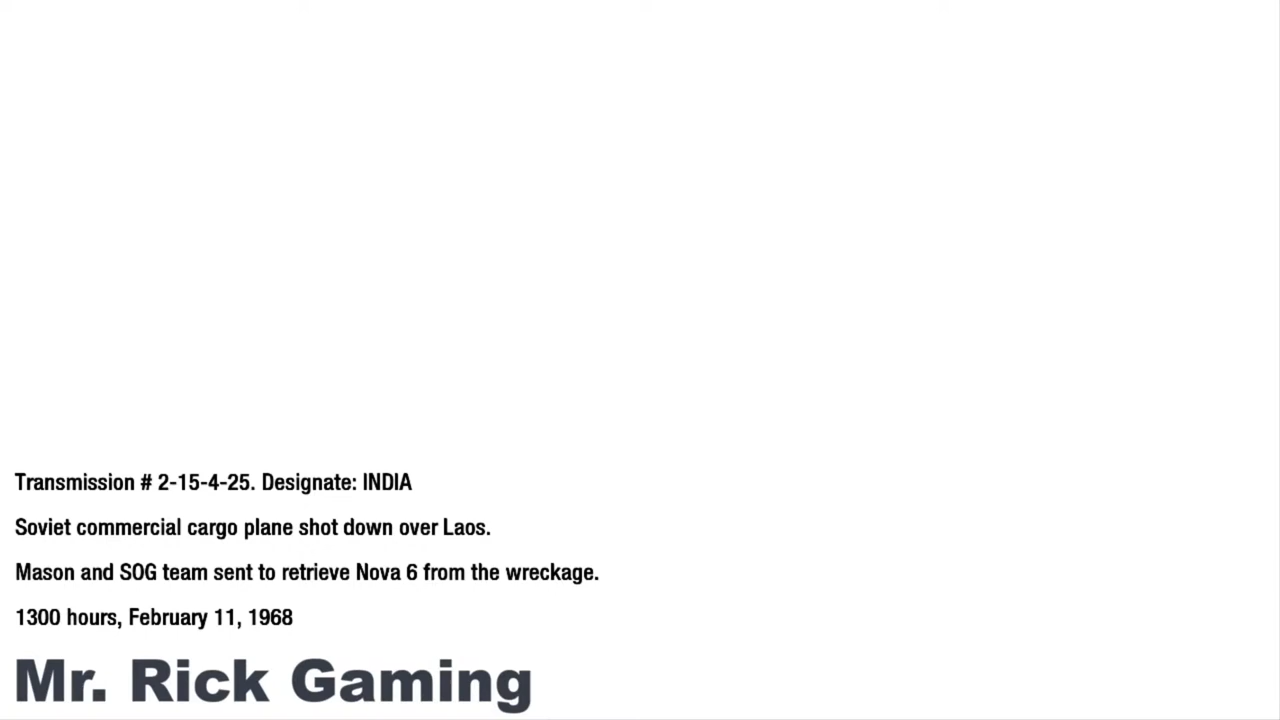 Transmission # 2-15-4-25. Designate: INDIA
Soviet commercial cargo plane shot down over Laos.
Mason and SOG team sent to retrieve Nova 6 from the wreckage.
1300 hours, February 11, 1968
Mr. Rick Gaming